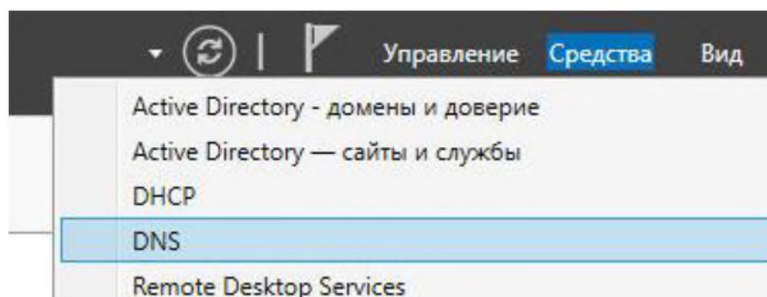 Управление Средства Вид
Active Directory - домены и доверие
Active Directory — сайты и службы
DHCP
DNS
Remote Desktop Services